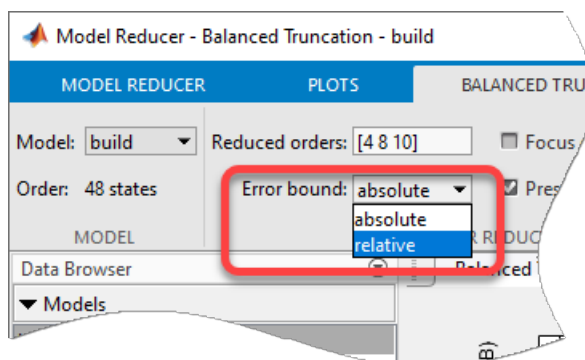 Model Reducer - Balanced Truncation - build
MODEL REDUCER PLOTS BALANCED TRU
Model: build Reduced orders: [4 8 10] Focus
Order: 48 states Error bound: absolute Pres
absolute
relative
MODEL R REDUC
Data Browser Balanced
Models